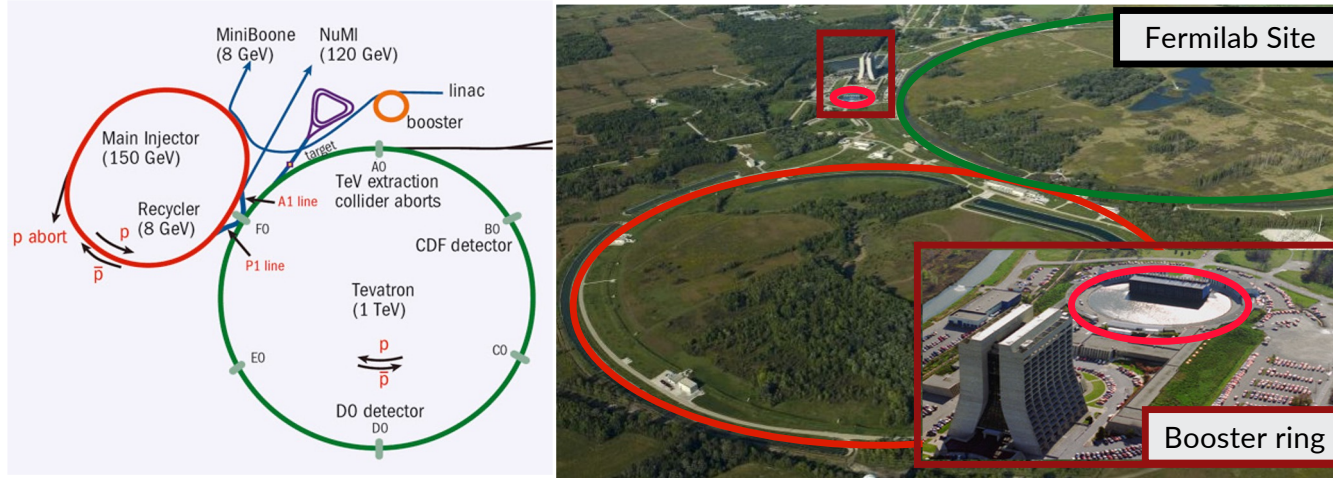 MiniBoone
(8 GeV)
NuMI
(120 GeV)
linac
booster
Main Injector
(150 GeV)
target
A0
TeV extraction
collider aborts
A1 line
Recycler
(8 GeV)
p abort
p
p̅
F0
P1 line
B0
CDF detector
Tevatron
(1 TeV)
p
p̅
E0
C0
D0 detector
D0
Fermilab Site
Booster ring